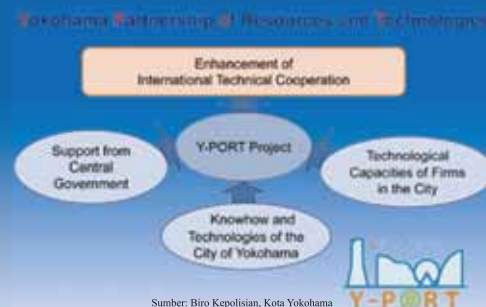 Yokohama Partnership of Resources and Technologies
Enhancement of
International Technical Cooperation
Support from
Central
Government
Y-PORT Project
Technological
Capacities of Firms
in the City
Knowhow and
Technologies of the
City of Yokohama
Y-PORT
Sumber: Biro Kepolisian, Kota Yokohama